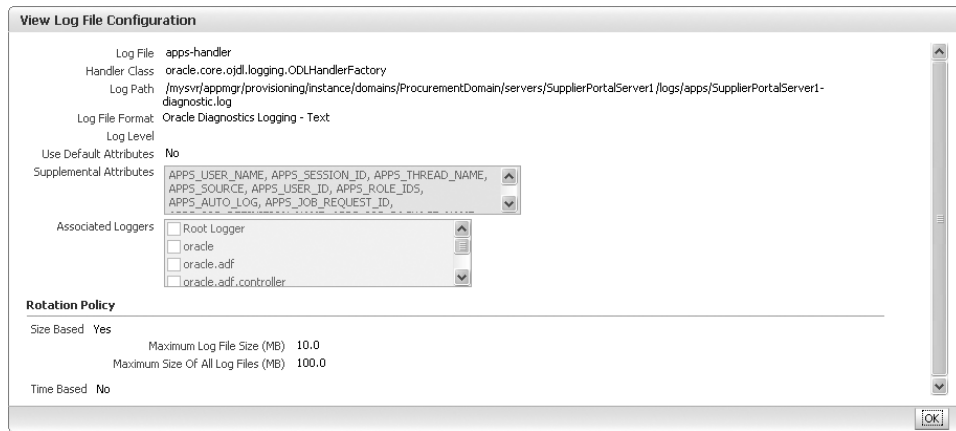 View Log File Configuration
Log File apps-handler
Handler Class oracle.core.ojdl.logging.ODLHandlerFactory
Log Path /mysvr/appmgr/provisioning/instance/domains/ProcurementDomain/servers/SupplierPortalServer1/logs/apps/SupplierPortalServer1-
diagnostic.log
Log File Format Oracle Diagnostics Logging - Text
Log Level
Use Default Attributes No
Supplemental Attributes APPS_USER_NAME, APPS_SESSION_ID, APPS_THREAD_NAME,
APPS_SOURCE, APPS_USER_ID, APPS_ROLE_IDS,
APPS_AUTO_LOG, APPS_JOB_REQUEST_ID,
Associated Loggers Root Logger
oracle
oracle.adf
oracle.adf.controller
Rotation Policy
Size Based Yes
Maximum Log File Size (MB) 10.0
Maximum Size Of All Log Files (MB) 100.0
Time Based No
OK